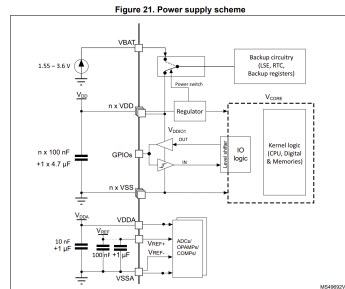 Figure 21. Power supply scheme
VBAT
1.55 – 3.6 V
Backup circuitry
(LSE, RTC,
Backup registers)
Power switch
VDD
n x VDD
Regulator
VCORE
VDDIO1
OUT
n x 100 nF
+1 x 4.7 μF
GPIOs
IN
Level shifter
IO
logic
Kernel logic
(CPU, Digital
& Memories)
n x VSS
VDDA
VDDA
VREF
10 nF
+1 μF
100 nF
+1 μF
VREF+
VREF-
ADCs/
OPAMPs/
COMPs/
VSSA